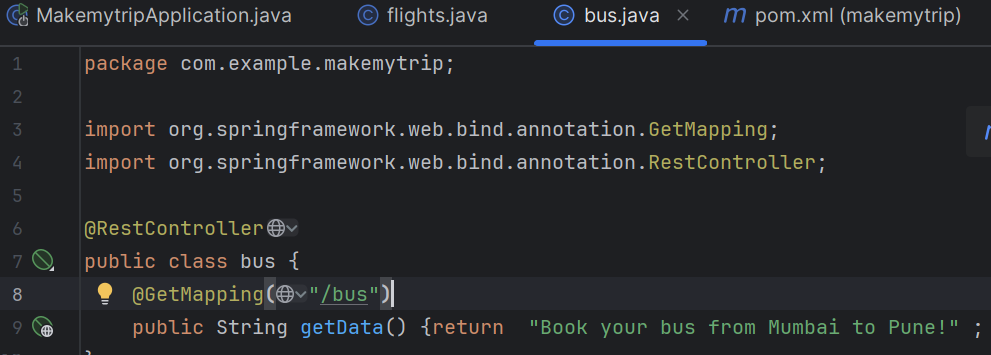 MakemytripApplication.java flights.java bus.java pom.xml (makemytrip)
1 package com.example.makemytrip;
2
3 import org.springframework.web.bind.annotation.GetMapping;
4 import org.springframework.web.bind.annotation.RestController;
5
6 @RestController
7 public class bus {
8 @GetMapping("/bus")
9 public String getData() {return  "Book your bus from Mumbai to Pune!" ;